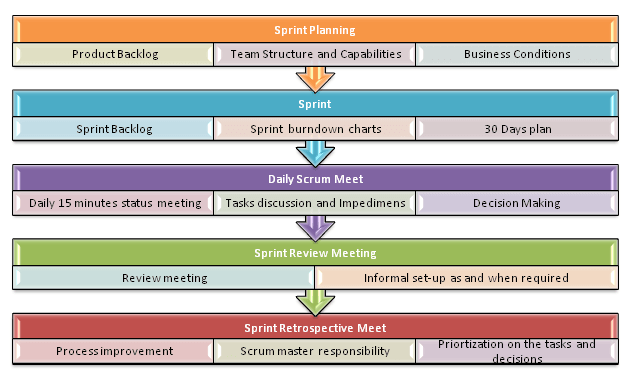 Sprint Planning
Product Backlog
Team Structure and Capabilities
Business Conditions
Sprint
Sprint Backlog
Sprint burndown charts
30 Days plan
Daily Scrum Meet
Daily 15 minutes status meeting
Tasks discussion and Impedimens
Decision Making
Sprint Review Meeting
Review meeting
Informal set-up as and when required
Sprint Retrospective Meet
Process improvement
Scrum master responsibility
Priortization on the tasks and
decisions